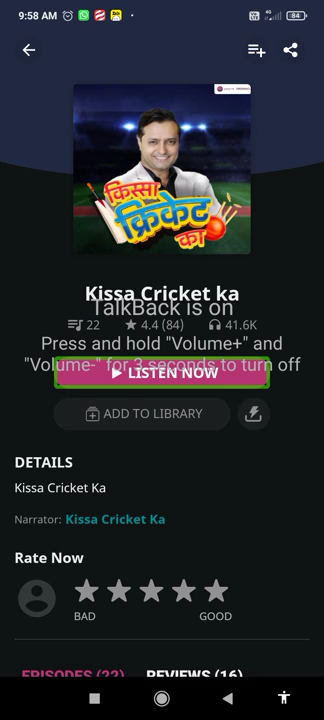 9:58 AM
84
किस्सा
क्रिकेट
का
Kissa Cricket ka
TalkBack is on
22 4.4 (84) 41.6K
Press and hold "Volume+" and
"Volume-" for 3 seconds to turn off
LISTEN NOW
ADD TO LIBRARY
DETAILS
Kissa Cricket Ka
Narrator: Kissa Cricket Ka
Rate Now
BAD GOOD
EPISODES (22) REVIEWS (16)